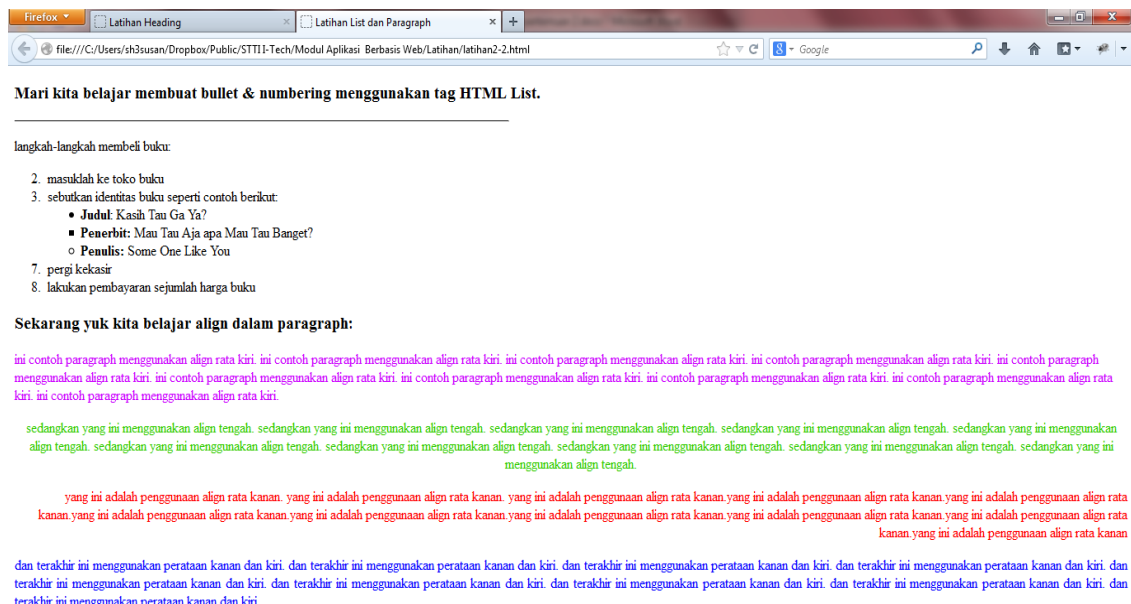 Firefox
Latihan Heading
Latihan List dan Paragraph
file:///C:/Users/sh3susan/Dropbox/Public/STTI I-Tech/Modul Aplikasi Berbasis Web/Latihan/latihan2-2.html
Google
Mari kita belajar membuat bullet & numbering menggunakan tag HTML List.
langkah-langkah membeli buku:
2. masuklah ke toko buku
3. sebutkan identitas buku seperti contoh berikut:
• Judul: Kasih Tau Ga Ya?
▪ Penerbit: Mau Tau Aja apa Mau Tau Banget?
○ Penulis: Some One Like You
7. pergi kekasir
8. lakukan pembayaran sejumlah harga buku
Sekarang yuk kita belajar align dalam paragraph:
ini contoh paragraph menggunakan align rata kiri. ini contoh paragraph menggunakan align rata kiri. ini contoh paragraph menggunakan align rata kiri. ini contoh paragraph menggunakan align rata kiri. ini contoh paragraph
menggunakan align rata kiri. ini contoh paragraph menggunakan align rata kiri. ini contoh paragraph menggunakan align rata kiri. ini contoh paragraph menggunakan align rata kiri. ini contoh paragraph menggunakan align rata
kiri. ini contoh paragraph menggunakan align rata kiri.
sedangkan yang ini menggunakan align tengah. sedangkan yang ini menggunakan align tengah. sedangkan yang ini menggunakan align tengah. sedangkan yang ini menggunakan align tengah. sedangkan yang ini menggunakan
align tengah. sedangkan yang ini menggunakan align tengah. sedangkan yang ini menggunakan align tengah. sedangkan yang ini menggunakan align tengah. sedangkan yang ini menggunakan align tengah. sedangkan yang ini
menggunakan align tengah.
yang ini adalah penggunaan align rata kanan. yang ini adalah penggunaan align rata kanan. yang ini adalah penggunaan align rata kanan.yang ini adalah penggunaan align rata kanan.yang ini adalah penggunaan align rata
kanan.yang ini adalah penggunaan align rata kanan.yang ini adalah penggunaan align rata kanan.yang ini adalah penggunaan align rata kanan.yang ini adalah penggunaan align rata kanan.yang ini adalah penggunaan align rata
kanan.yang ini adalah penggunaan align rata kanan
dan terakhir ini menggunakan perataan kanan dan kiri. dan terakhir ini menggunakan perataan kanan dan kiri. dan terakhir ini menggunakan perataan kanan dan kiri. dan terakhir ini menggunakan perataan kanan dan kiri. dan
terakhir ini menggunakan perataan kanan dan kiri. dan terakhir ini menggunakan perataan kanan dan kiri. dan terakhir ini menggunakan perataan kanan dan kiri. dan terakhir ini menggunakan perataan kanan dan kiri. dan
terakhir ini menggunakan perataan kanan dan kiri